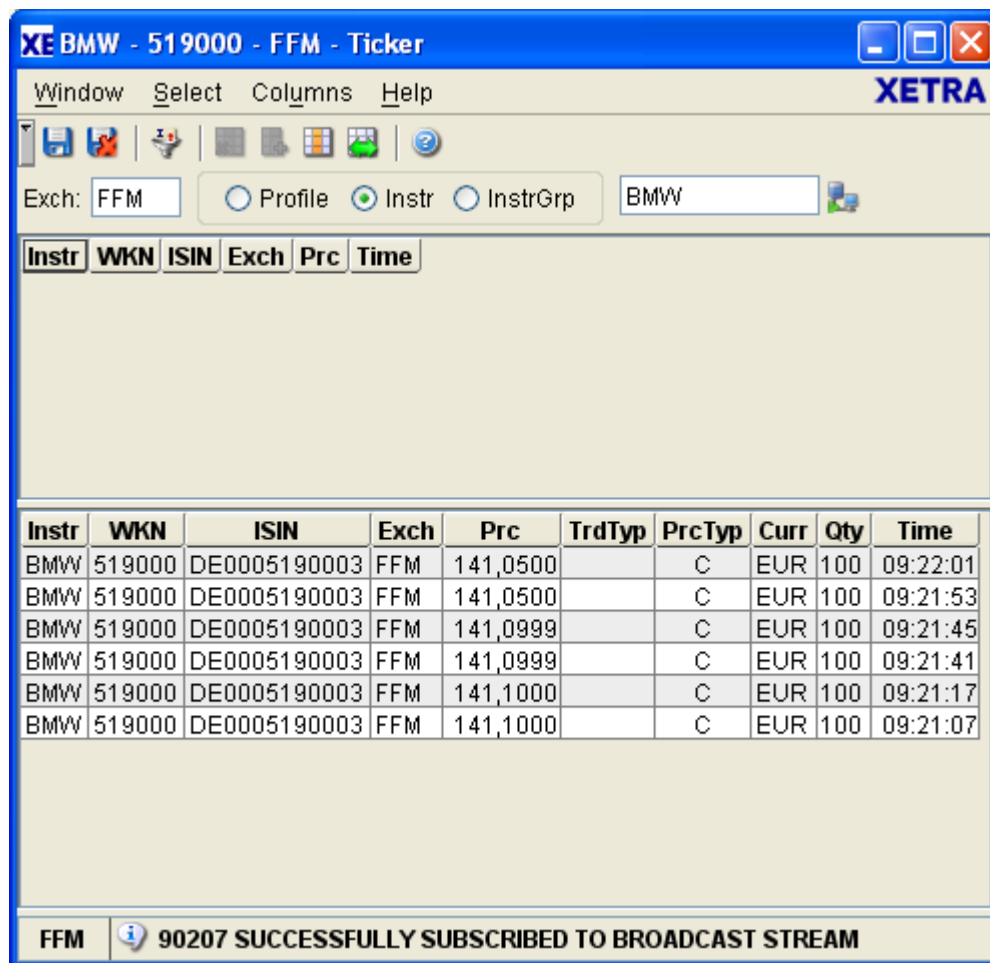 XE BMW - 519000 - FFM - Ticker
Window Select Columns Help XETRA
Exch: FFM Profile Instr InstrGrp BMW
Instr WKN ISIN Exch Prc Time
Instr WKN ISIN Exch Prc TrdTyp PrcTyp Curr Qty Time
BMW 519000 DE0005190003 FFM 141,0500 C EUR 100 09:22:01
BMW 519000 DE0005190003 FFM 141,0500 C EUR 100 09:21:53
BMW 519000 DE0005190003 FFM 141,0999 C EUR 100 09:21:45
BMW 519000 DE0005190003 FFM 141,0999 C EUR 100 09:21:41
BMW 519000 DE0005190003 FFM 141,1000 C EUR 100 09:21:17
BMW 519000 DE0005190003 FFM 141,1000 C EUR 100 09:21:07
FFM 90207 SUCCESSFULLY SUBSCRIBED TO BROADCAST STREAM